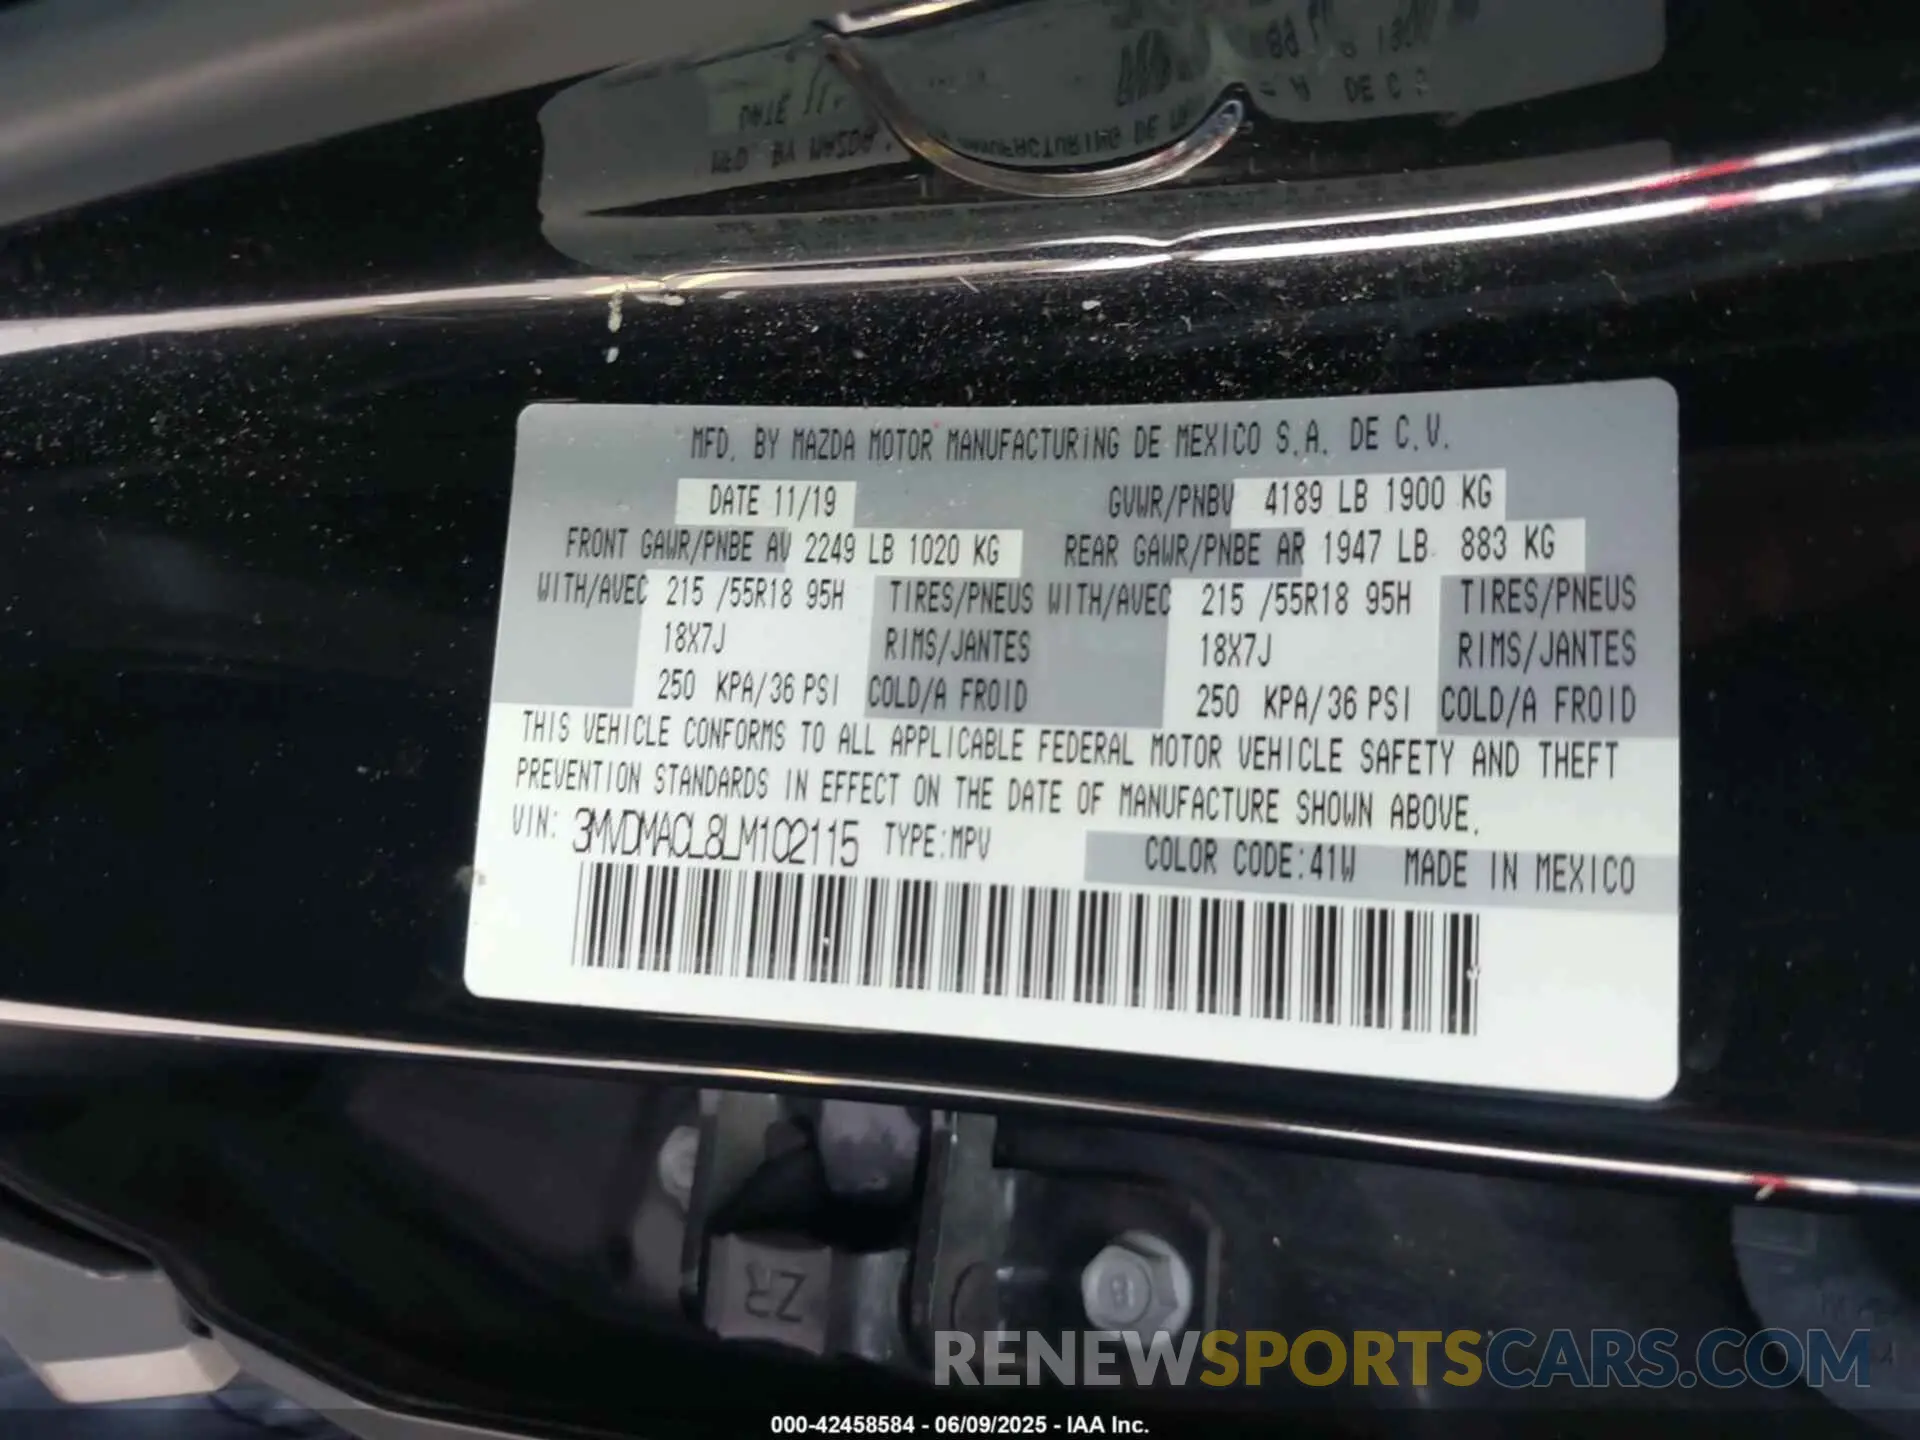 MFD. BY MAZDA MOTOR MANUFACTURING DE MEXICO S.A. DE C.V.
DATE 11/19 GVWR/PNBV 4189 LB 1900 KG
FRONT GAWR/PNBE AV 2249 LB 1020 KG REAR GAWR/PNBE AR 1947 LB 883 KG
WITH/AVEC 215 /55R18 95H TIRES/PNEUS WITH/AVEC 215 /55R18 95H TIRES/PNEUS
18X7J RIMS/JANTES 18X7J RIMS/JANTES
250 KPA/36 PSI COLD/A FROID 250 KPA/36 PSI COLD/A FROID
THIS VEHICLE CONFORMS TO ALL APPLICABLE FEDERAL MOTOR VEHICLE SAFETY AND THEFT
PREVENTION STANDARDS IN EFFECT ON THE DATE OF MANUFACTURE SHOWN ABOVE.
VIN: 3MVDMACL8LM102115 TYPE:MPV COLOR CODE:41W MADE IN MEXICO
ZR
8
RENEWSPORTSCARS.COM
000-42458584 - 06/09/2025 - IAA Inc.